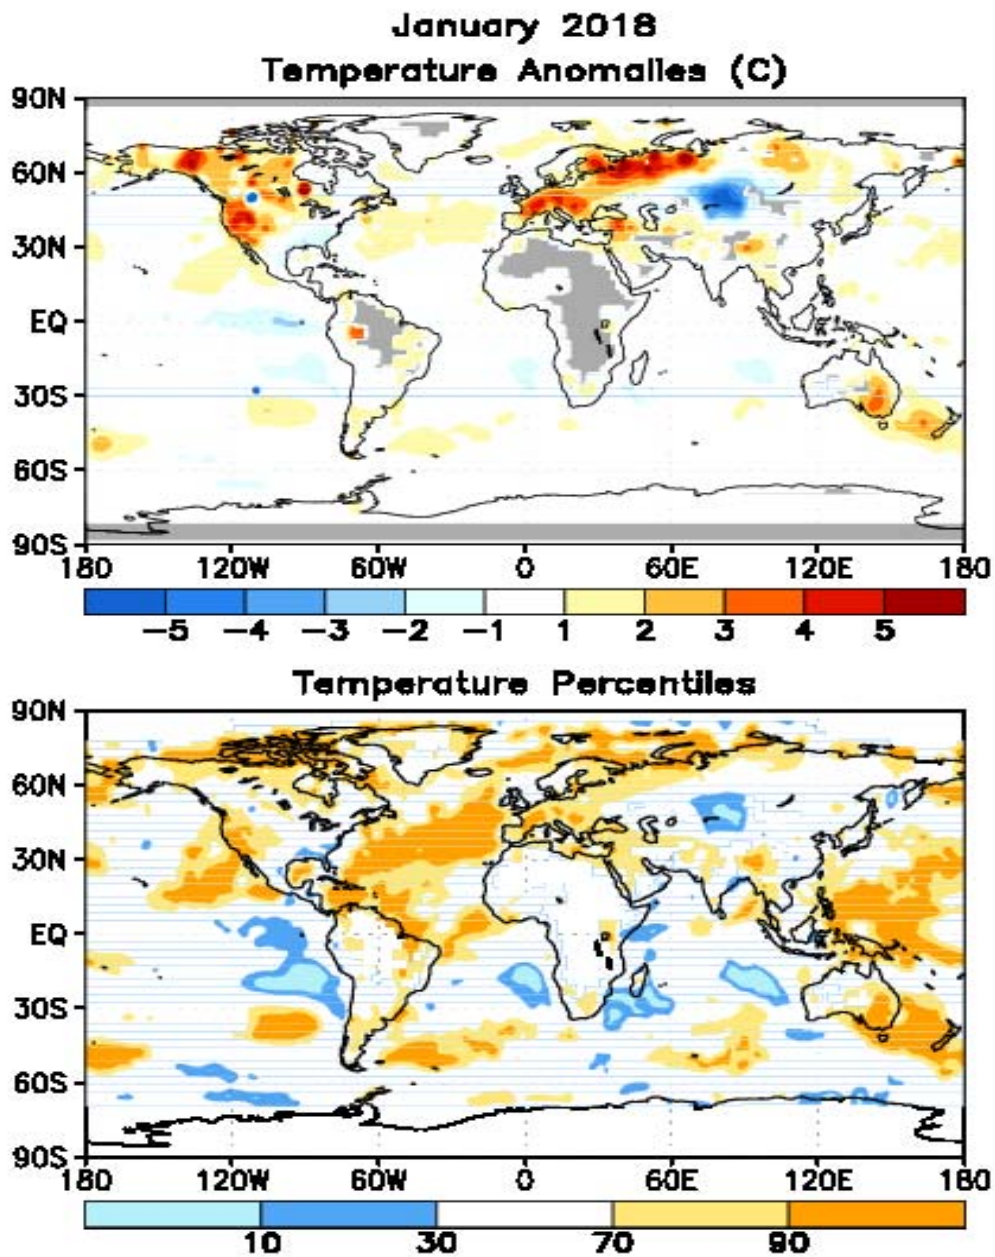 January 2018
Temperature Anomalies (C)
90N
60N
30N
EQ
30S
60S
90S
180 120W 60W 0 60E 120E 180
−5 −4 −3 −2 −1 1 2 3 4 5
Temperature Percentiles
90N
60N
30N
EQ
30S
60S
90S
180 120W 60W 0 60E 120E 180
10 30 70 90